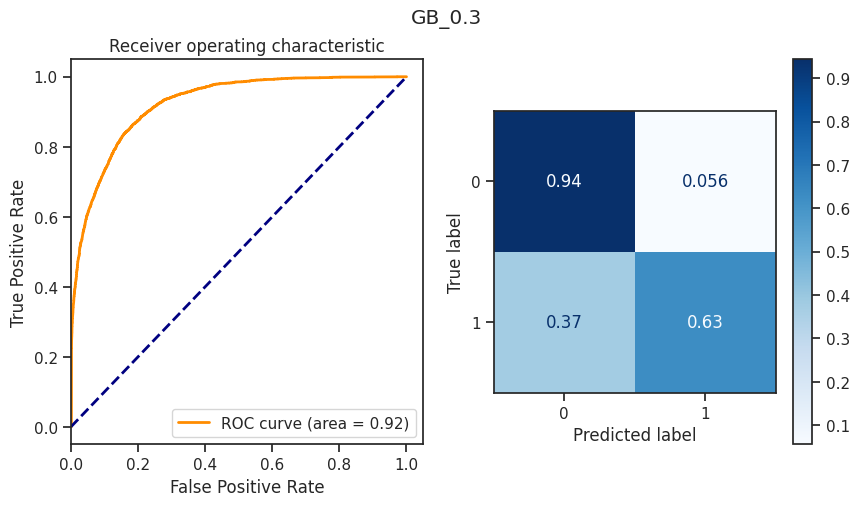 GB_0.3
Receiver operating characteristic
1.0
0.8
0.6
0.4
0.2
0.0
True Positive Rate
0.0 0.2 0.4 0.6 0.8 1.0
False Positive Rate
ROC curve (area = 0.92)
True label
0
1
0.94 0.056
0.37 0.63
0 1
Predicted label
0.9
0.8
0.7
0.6
0.5
0.4
0.3
0.2
0.1